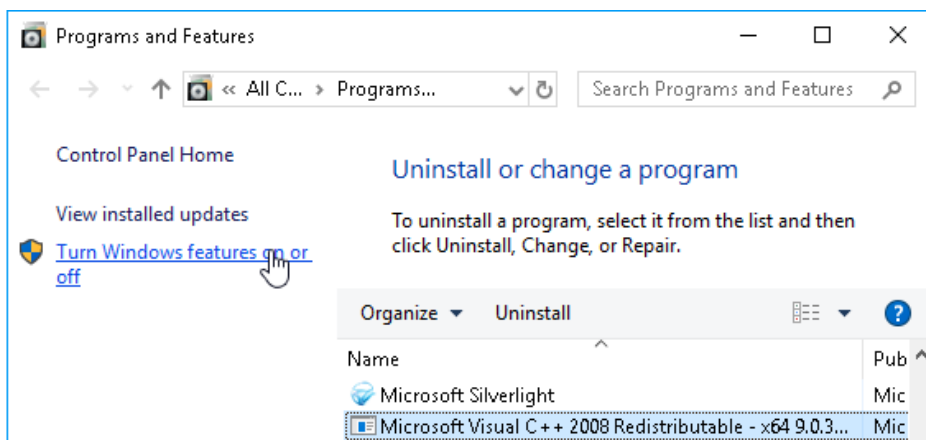 Programs and Features
« All C... › Programs...
Search Programs and Features
Control Panel Home
Uninstall or change a program
View installed updates
To uninstall a program, select it from the list and then
click Uninstall, Change, or Repair.
Turn Windows features on or
off
Organize
Uninstall
?
Name
Pub
Microsoft Silverlight
Mic
Microsoft Visual C++ 2008 Redistributable - x64 9.0.3...
Mic